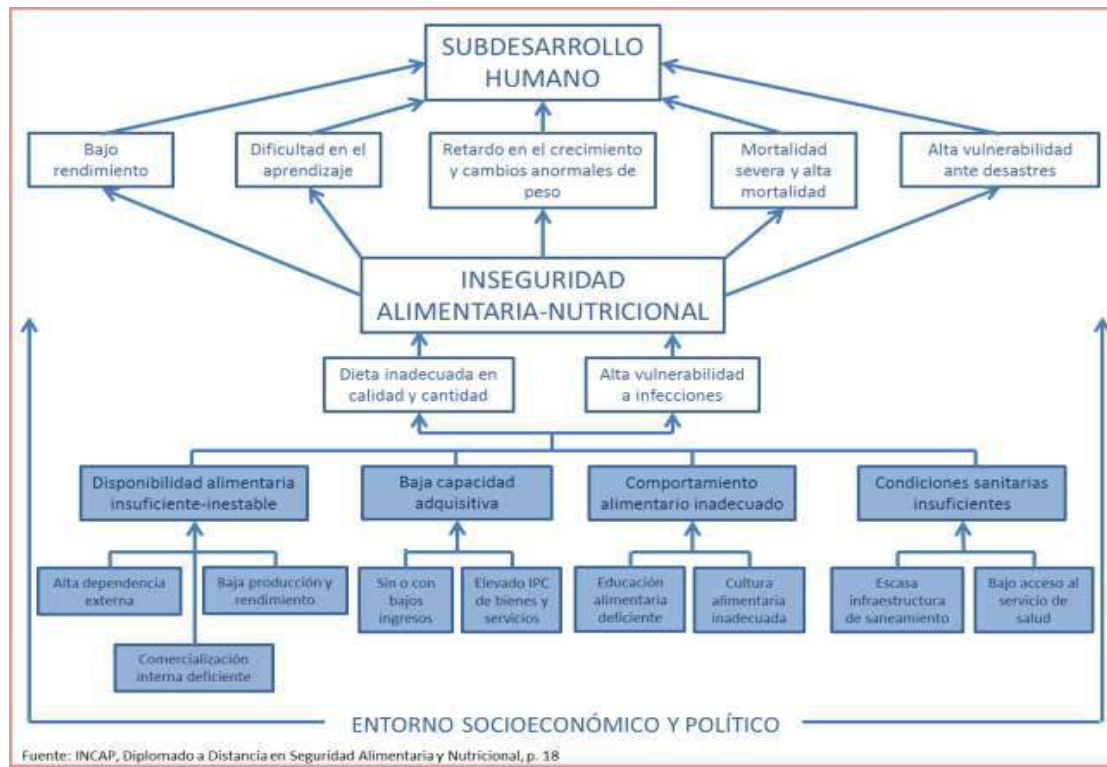 SUBDESARROLLO
HUMANO
Bajo
rendimiento
Dificultad en el
aprendizaje
Retardo en el crecimiento
y cambios anormales de
peso
Mortalidad
severa y alta
mortalidad
Alta vulnerabilidad
ante desastres
INSEGURIDAD
ALIMENTARIA-NUTRICIONAL
Dieta inadecuada en
calidad y cantidad
Alta vulnerabilidad
a infecciones
Disponibilidad alimentaria
insuficiente-inestable
Baja capacidad
adquisitiva
Comportamiento
alimentario inadecuado
Condiciones sanitarias
insuficientes
Alta dependencia
externa
Baja producción y
rendimiento
Comercialización
interna deficiente
Sin o con
bajos
ingresos
Elevado IPC
de bienes y
servicios
Educación
alimentaria
deficiente
Cultura
alimentaria
inadecuada
Escasa
infraestructura
de saneamiento
Bajo acceso al
servicio de
salud
ENTORNO SOCIOECONÓMICO Y POLÍTICO
Fuente: INCAP, Diplomado a Distancia en Seguridad Alimentaria y Nutricional, p. 18